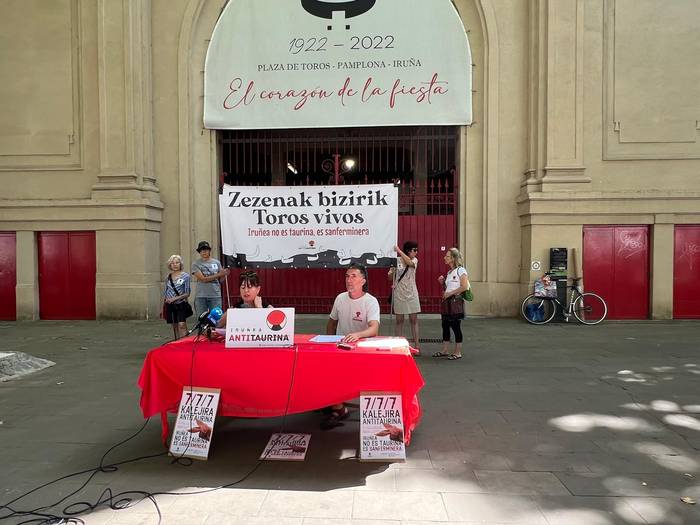 1922 - 2022
PLAZA DE TOROS - PAMPLONA - IRUÑA
El corazón de la fiesta
Zezenak bizirik
Toros vivos
Iruñea no es taurina, es sanferminera
IRUÑEA
ANTITAURINA
7/7/7
KALEJIRA
ANTITAURINA
IRUÑEA
NO ES TAURINA
ES SANFERMINERA
7/7/7
KALEJIRA
ANTITAURINA
IRUÑEA
NO ES TAURINA
ES SANFERMINERA